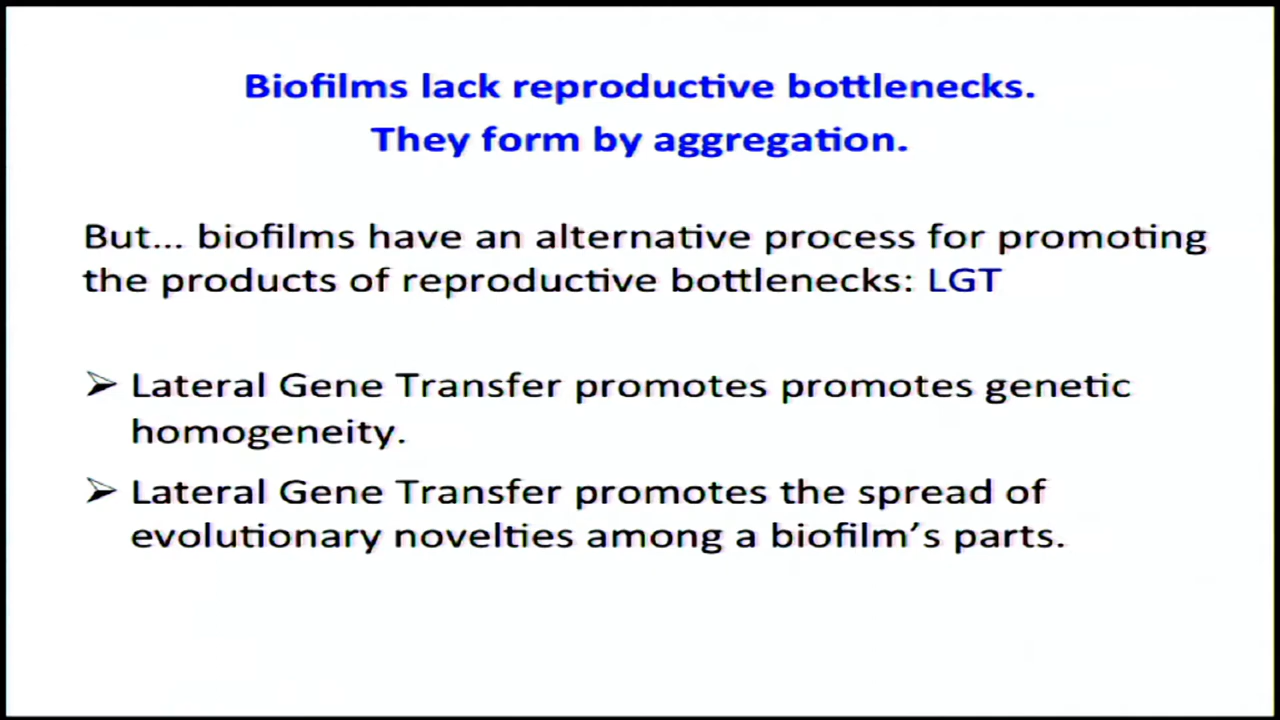 Biofilms lack reproductive bottlenecks.
They form by aggregation.
But... biofilms have an alternative process for promoting
the products of reproductive bottlenecks: LGT
➢ Lateral Gene Transfer promotes promotes genetic
homogeneity.
➢ Lateral Gene Transfer promotes the spread of
evolutionary novelties among a biofilm's parts.